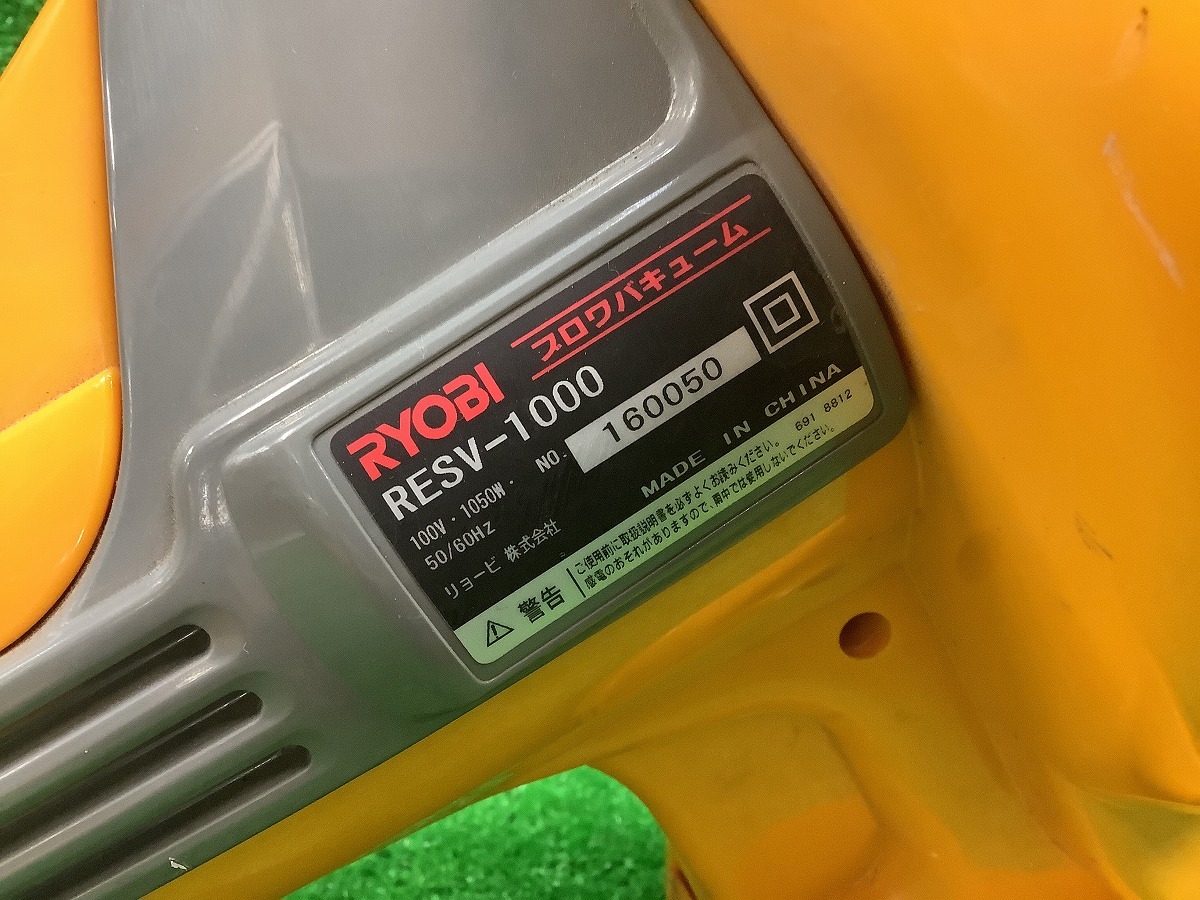 RYOBI ブロワバキューム
RESV-1000
NO. 160050
100V・1050W・
50/60HZ
リョービ 株式会社
MADE IN CHINA
691 8812
警告
ご使用前に取扱説明書を必ずよくお読みください。
感電のおそれがありますので、雨中では使用しないでください。